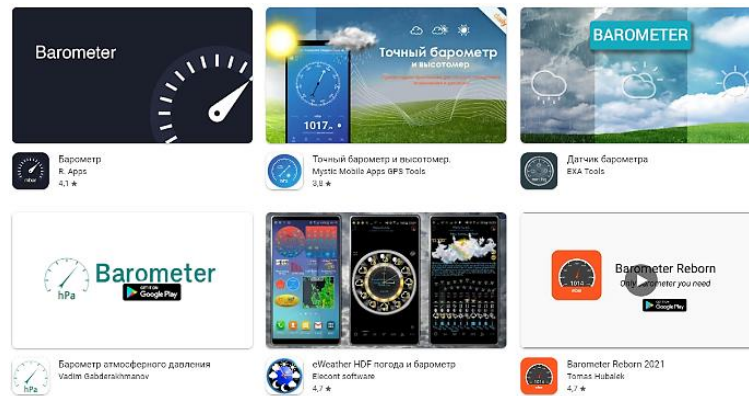 Barometer
Барометр
R. Apps
4,1 ★
Точный барометр
и высотомер
1017
Точный барометр и высотомер.
Mystic Mobile Apps GPS Tools
3,8 ★
BAROMETER
Датчик барометра
EXA Tools
hPa
Barometer
GET IT ON
Google Play
Барометр атмосферного давления
Vadim Gabderakhmanov
hPa
eWeather HDF погода и барометр
Elecont software
4,7 ★
1014
Barometer Reborn
Only barometer you need
GET IT ON
Google Play
Barometer Reborn 2021
Tomas Hubalek
4,7 ★